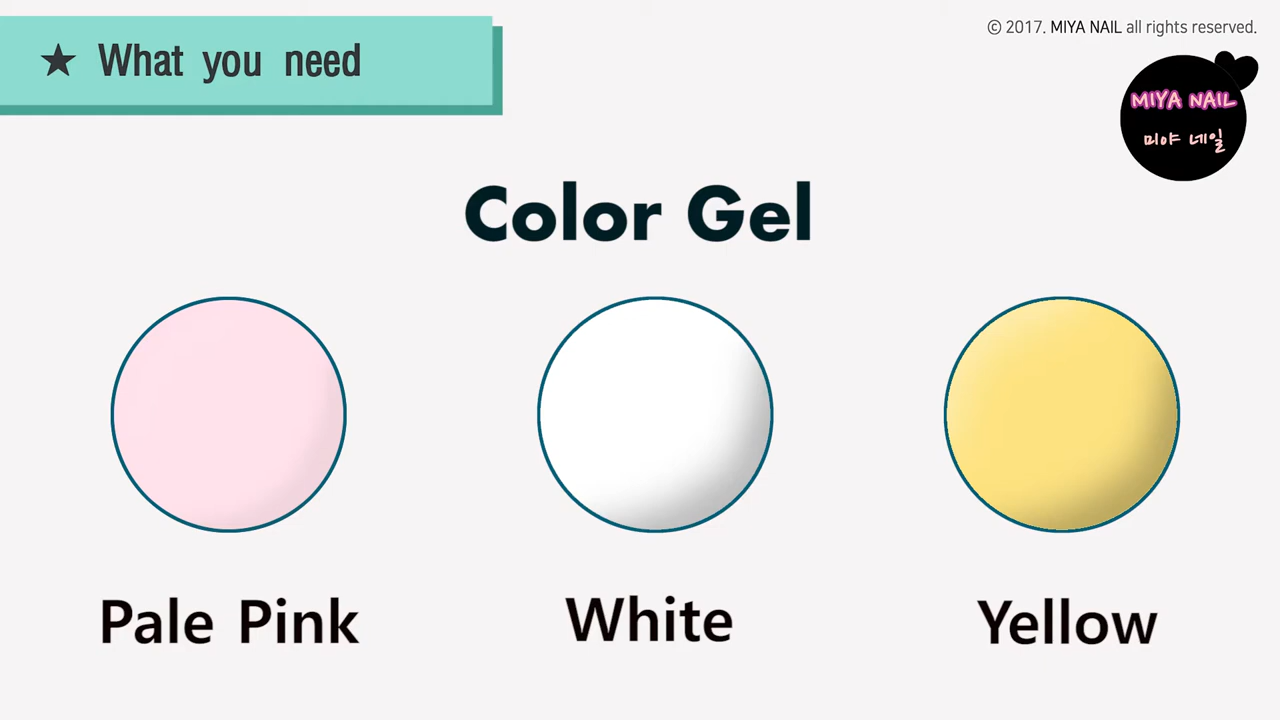 ★ What you need
© 2017. MIYA NAIL all rights reserved.
MIYA NAIL
미야 네일
Color Gel
Pale Pink
White
Yellow